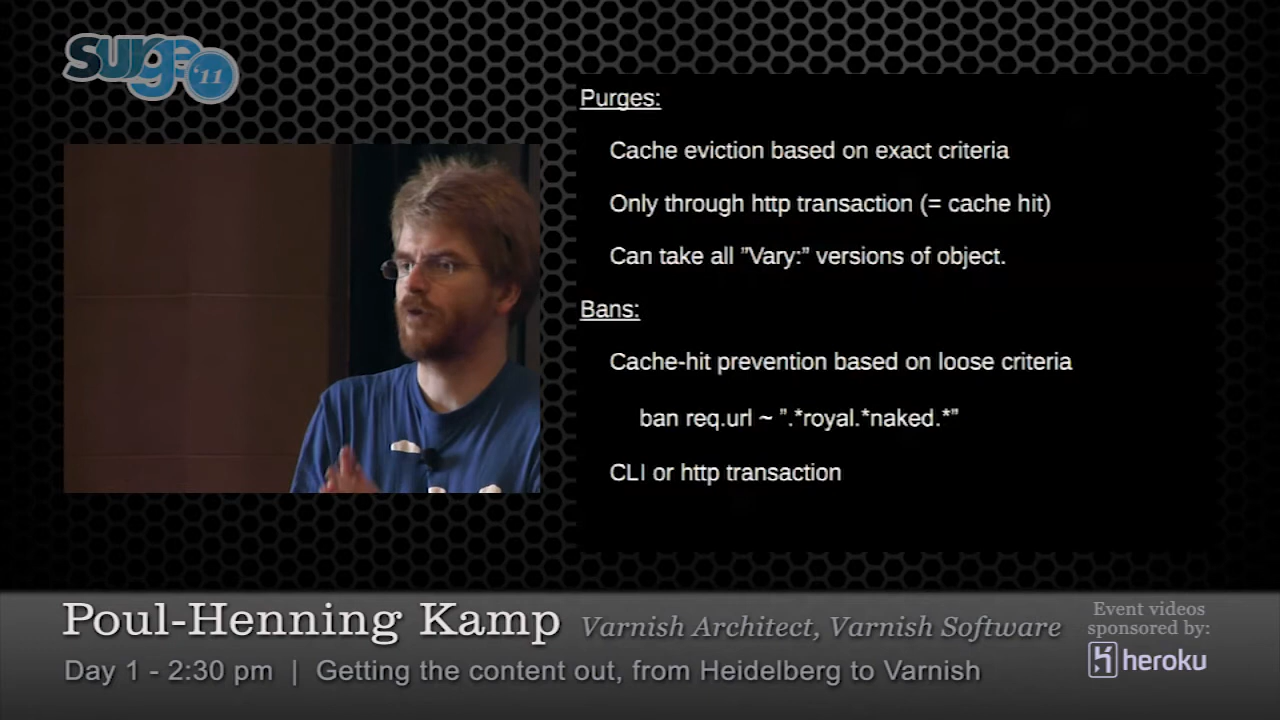 surge '11
Purges:
Cache eviction based on exact criteria
Only through http transaction (= cache hit)
Can take all ”Vary:” versions of object.
Bans:
Cache-hit prevention based on loose criteria
ban req.url ~ ”.*royal.*naked.*”
CLI or http transaction
Poul-Henning Kamp Varnish Architect, Varnish Software
Day 1 - 2:30 pm | Getting the content out, from Heidelberg to Varnish
Event videos
sponsored by:
heroku